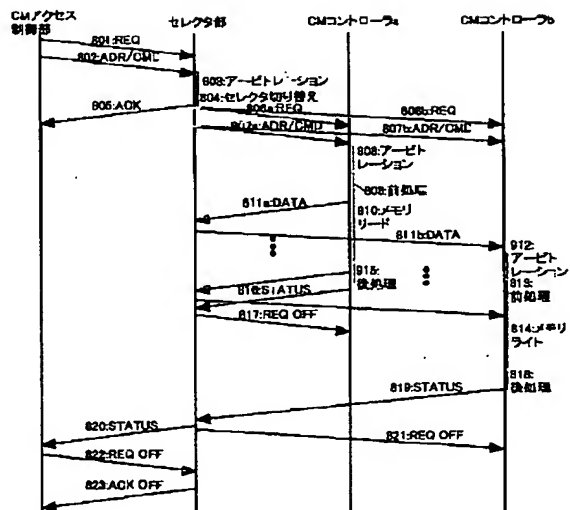 CMアクセス
制御部
セレクタ部
CMコントローラa
CMコントローラb
801:REQ
802:ADR/CMD
803:アービトレーション
804:セレクタ切り替え
805:ACK
806a:REQ
806b:REQ
807a:ADR/CMD
807b:ADR/CMD
808:アービト
レーション
809:前処理
810:メモリ
リード
811a:DATA
811b:DATA
912:
アービト
レーション
813:
前処理
814:メモリ
ライト
915:
後処理
816:STATUS
817:REQ OFF
818:
後処理
819:STATUS
820:STATUS
821:REQ OFF
822:REQ OFF
823:ACK OFF